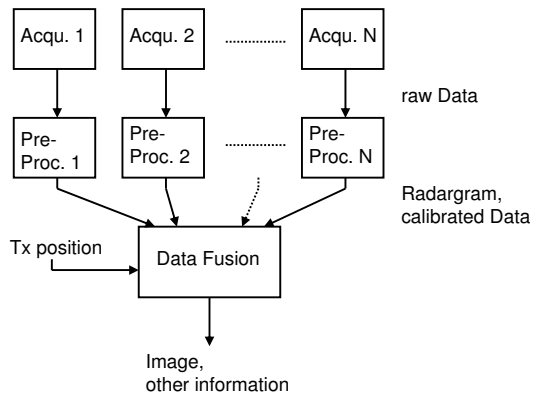 Acqu. 1
Acqu. 2
Acqu. N
raw Data
Pre-
Proc. 1
Pre-
Proc. 2
Pre-
Proc. N
Radargram,
calibrated Data
Tx position
Data Fusion
Image,
other information